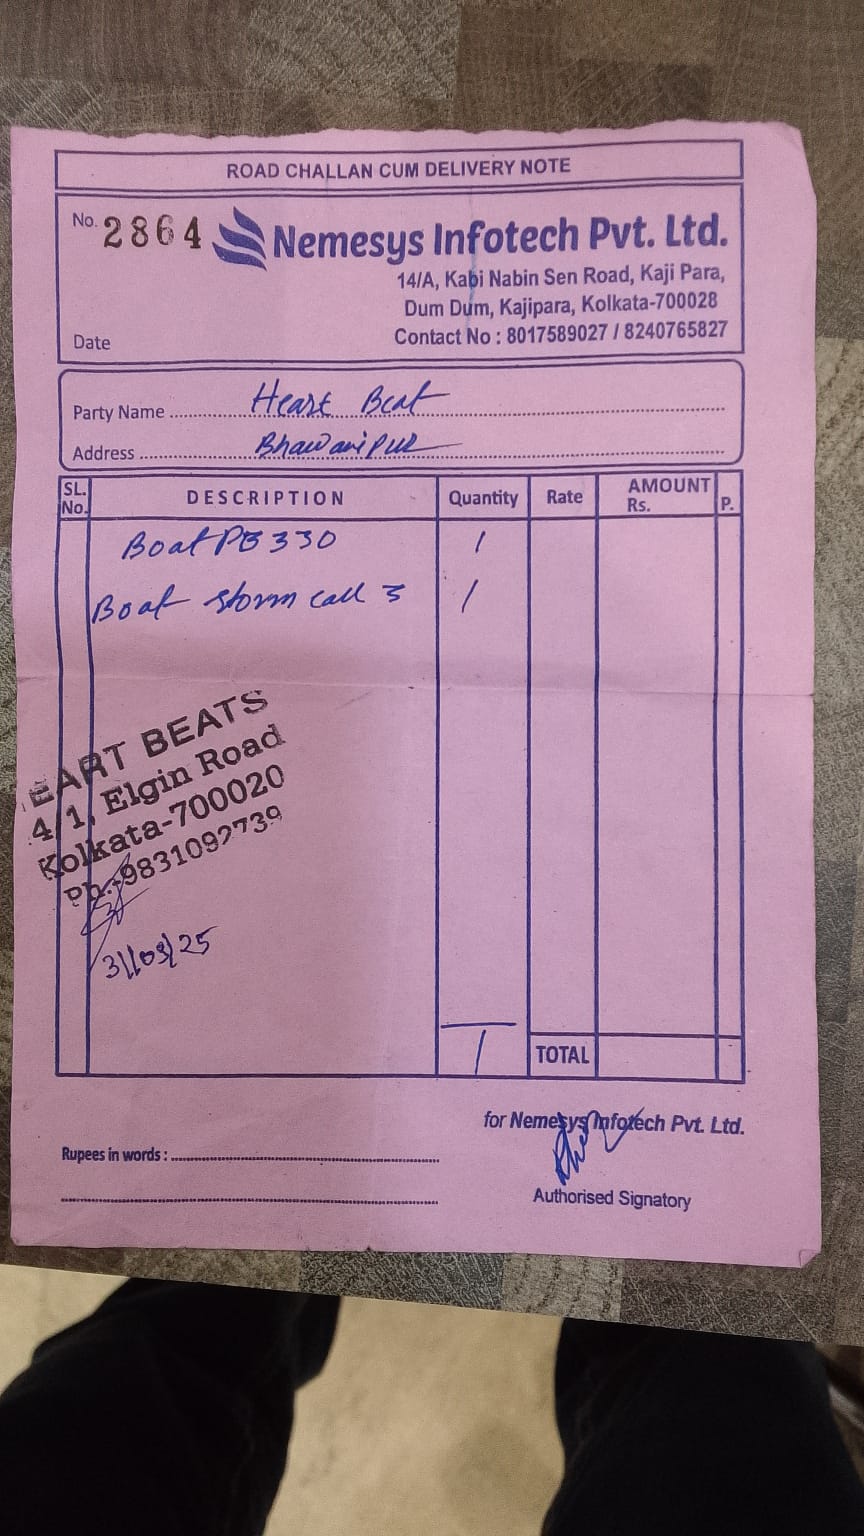 ROAD CHALLAN CUM DELIVERY NOTE
No. 2864
Nemesys Infotech Pvt. Ltd.
14/A, Kabi Nabin Sen Road, Kaji Para,
Dum Dum, Kajipara, Kolkata-700028
Date
Contact No : 8017589027 / 8240765827
Party Name Heart Beat
Address Bhawanipur
SL. No. DESCRIPTION Quantity Rate AMOUNT Rs. P.
Boat PB 330 1
Boat storm call 3 1
HEART BEATS
4/1, Elgin Road
Kolkata-700020
Ph.-9831092739
31/03/25
1 TOTAL
for Nemesys Infotech Pvt. Ltd.
Rupees in words :
Authorised Signatory